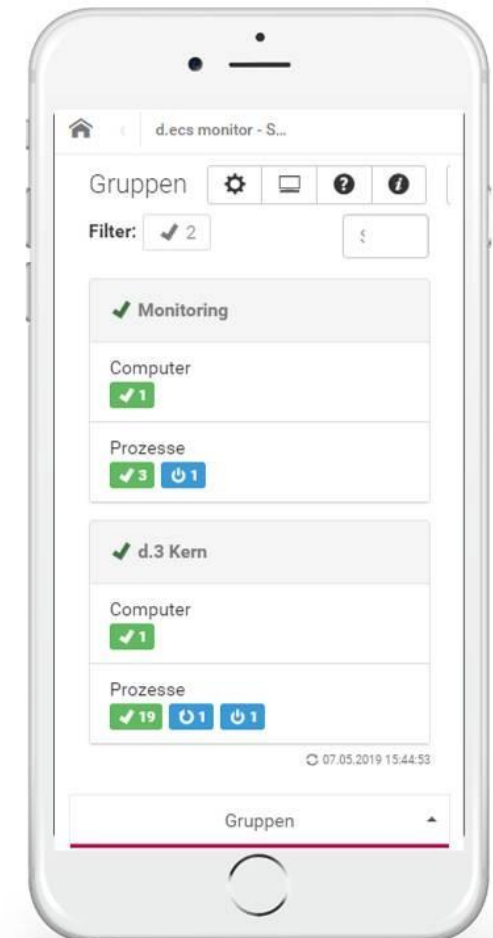 d.ecs monitor - S...
Gruppen
Filter: 2
S
Monitoring
Computer
1
Prozesse
3 1
d.3 Kern
Computer
1
Prozesse
19 1 1
07.05.2019 15:44:53
Gruppen